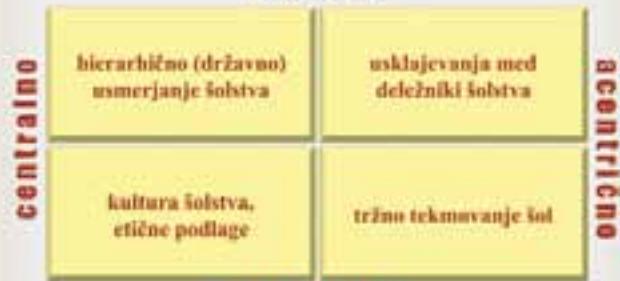 centralno
hierarhično (državno)
usmerjanje šolstva
usklajevanja med
deležniki šolstva
acentrično
kultura šolstva,
etične podlage
tržno tekmovanje šol